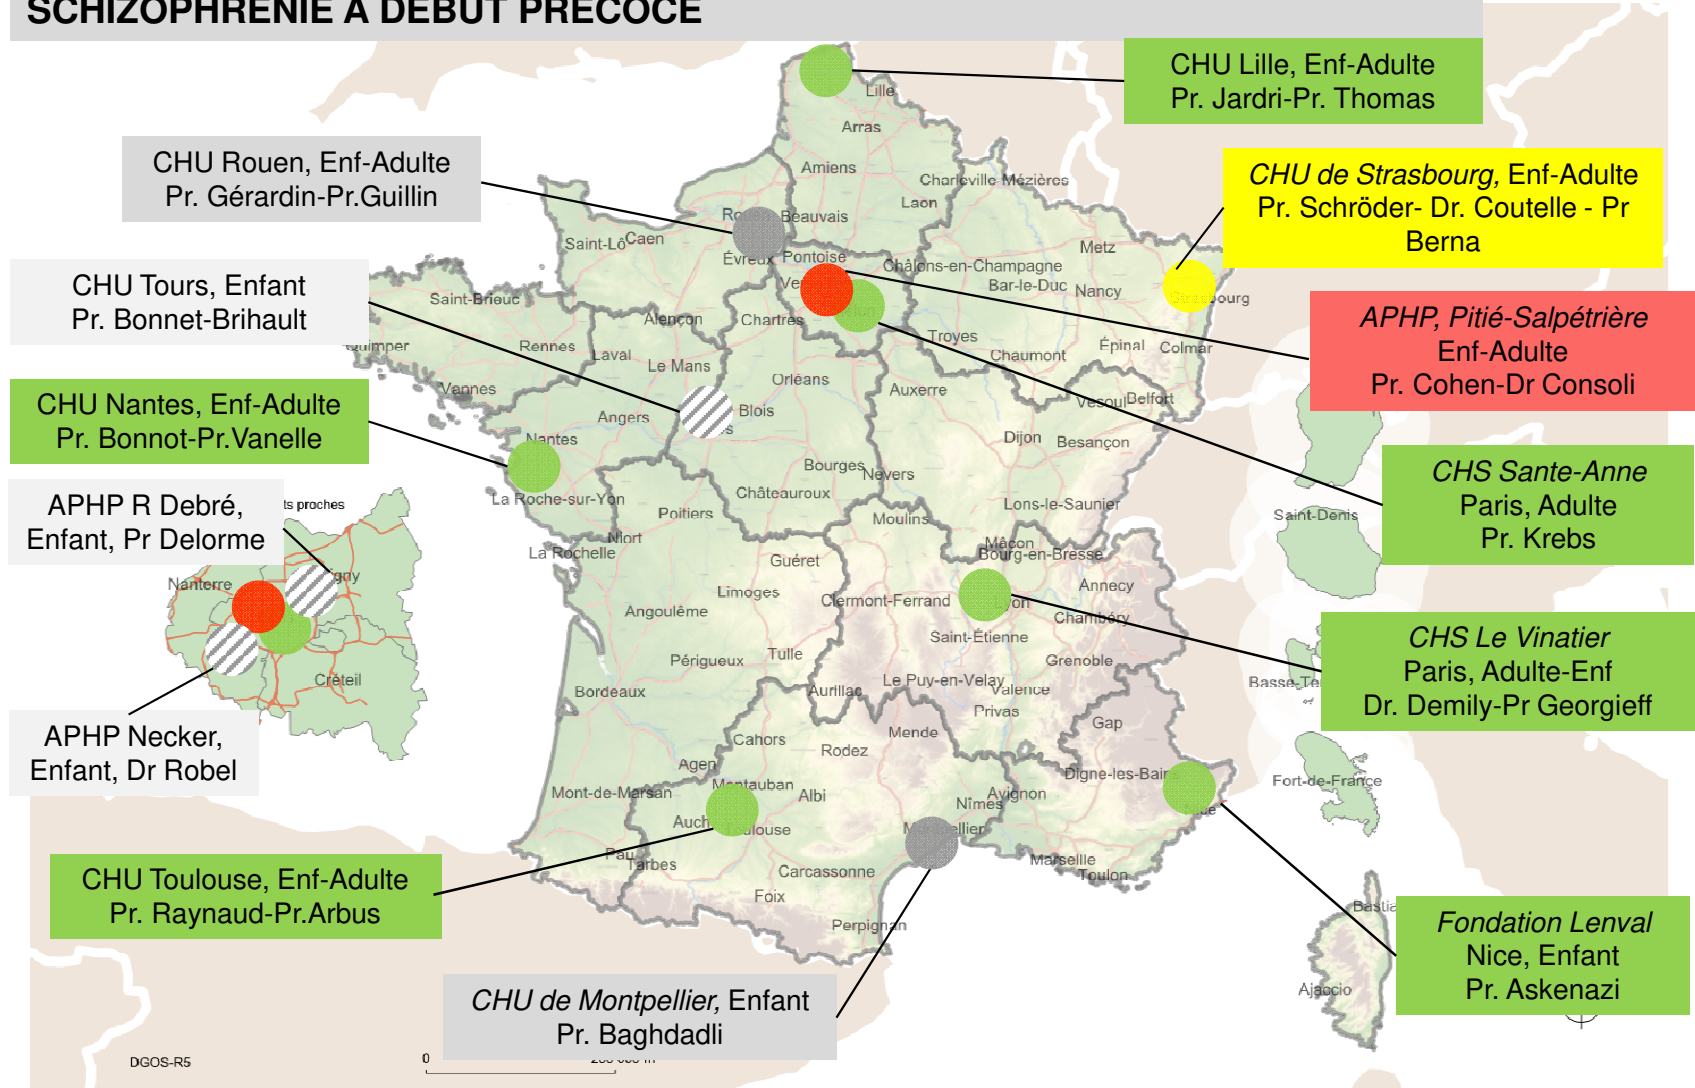 SCHIZOPHRENIE A DEBUT PRECOCE
CHU Lille, Enf-Adulte
Pr. Jardri-Pr. Thomas
CHU Rouen, Enf-Adulte
Pr. Gérardin-Pr.Guillin
CHU de Strasbourg, Enf-Adulte
Pr. Schröder- Dr. Coutelle - Pr
Berna
CHU Tours, Enfant
Pr. Bonnet-Brihault
APHP, Pitié-Salpétrière
Enf-Adulte
Pr. Cohen-Dr Consoli
CHU Nantes, Enf-Adulte
Pr. Bonnot-Pr.Vanelle
CHS Sante-Anne
Paris, Adulte
Pr. Krebs
APHP R Debré,
Enfant, Pr Delorme
ts proches
CHS Le Vinatier
Paris, Adulte-Enf
Dr. Demily-Pr Georgieff
APHP Necker,
Enfant, Dr Robel
CHU Toulouse, Enf-Adulte
Pr. Raynaud-Pr.Arbus
Fondation Lenval
Nice, Enfant
Pr. Askenazi
CHU de Montpellier, Enfant
Pr. Baghdadli
Lille
Arras
Amiens
Charleville-Mézières
Laon
Beauvais
Saint-Lô
Caen
Évreux
Pontoise
Metz
Châlons-en-Champagne
Bar-le-Duc
Nancy
Saint-Brieuc
Alençon
Chartres
Troyes
Chaumont
Épinal
Colmar
Rennes
Laval
Le Mans
Orléans
Auxerre
Vesoul
Belfort
Vannes
Angers
Blois
Nantes
Dijon
Besançon
Bourges
Nevers
La Roche-sur-Yon
Châteauroux
Lons-le-Saunier
Poitiers
Moulins
Niort
Mâcon
Bourg-en-Bresse
La Rochelle
Guéret
Annecy
Limoges
Clermont-Ferrand
Angoulême
Chambéry
Saint-Étienne
Périgueux
Tulle
Grenoble
Le Puy-en-Velay
Valence
Bordeaux
Aurillac
Privas
Gap
Mende
Cahors
Rodez
Agen
Digne-les-Bains
Mont-de-Marsan
Montauban
Albi
Avignon
Nîmes
Auch
Toulouse
Pau
Tarbes
Carcassonne
Marseille
Toulon
Foix
Perpignan
Nanterre
Créteil
Saint-Denis
Fort-de-France
Bastia
Ajaccio
DGOS-R5
0